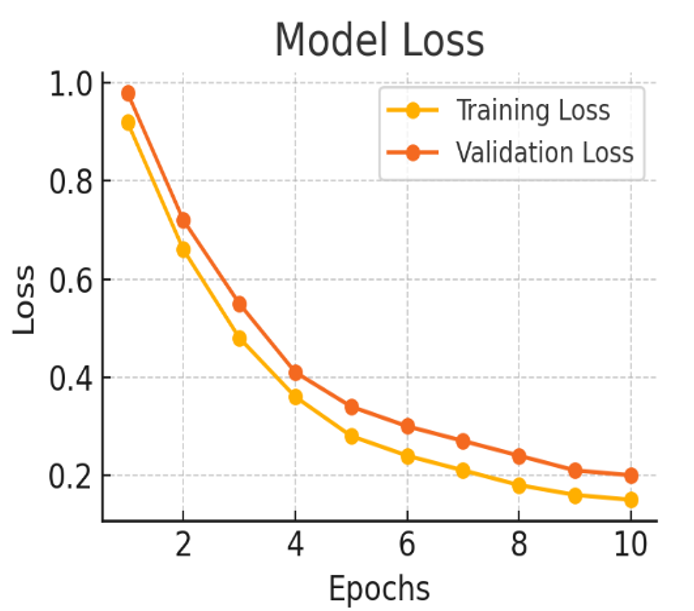 Model Loss
1.0
0.8
0.6
0.4
0.2
Loss
Training Loss
Validation Loss
2 4 6 8 10
Epochs